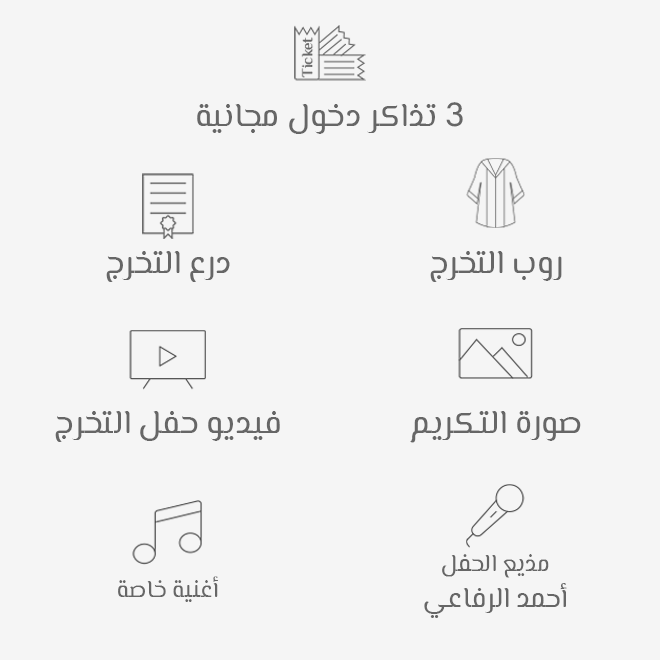 Ticket
3 تذاكر دخول مجانية
روب التخرج
درع التخرج
صورة التكريم
فيديو حفل التخرج
مذيع الحفل
أحمد الرفاعي
أغنية خاصة